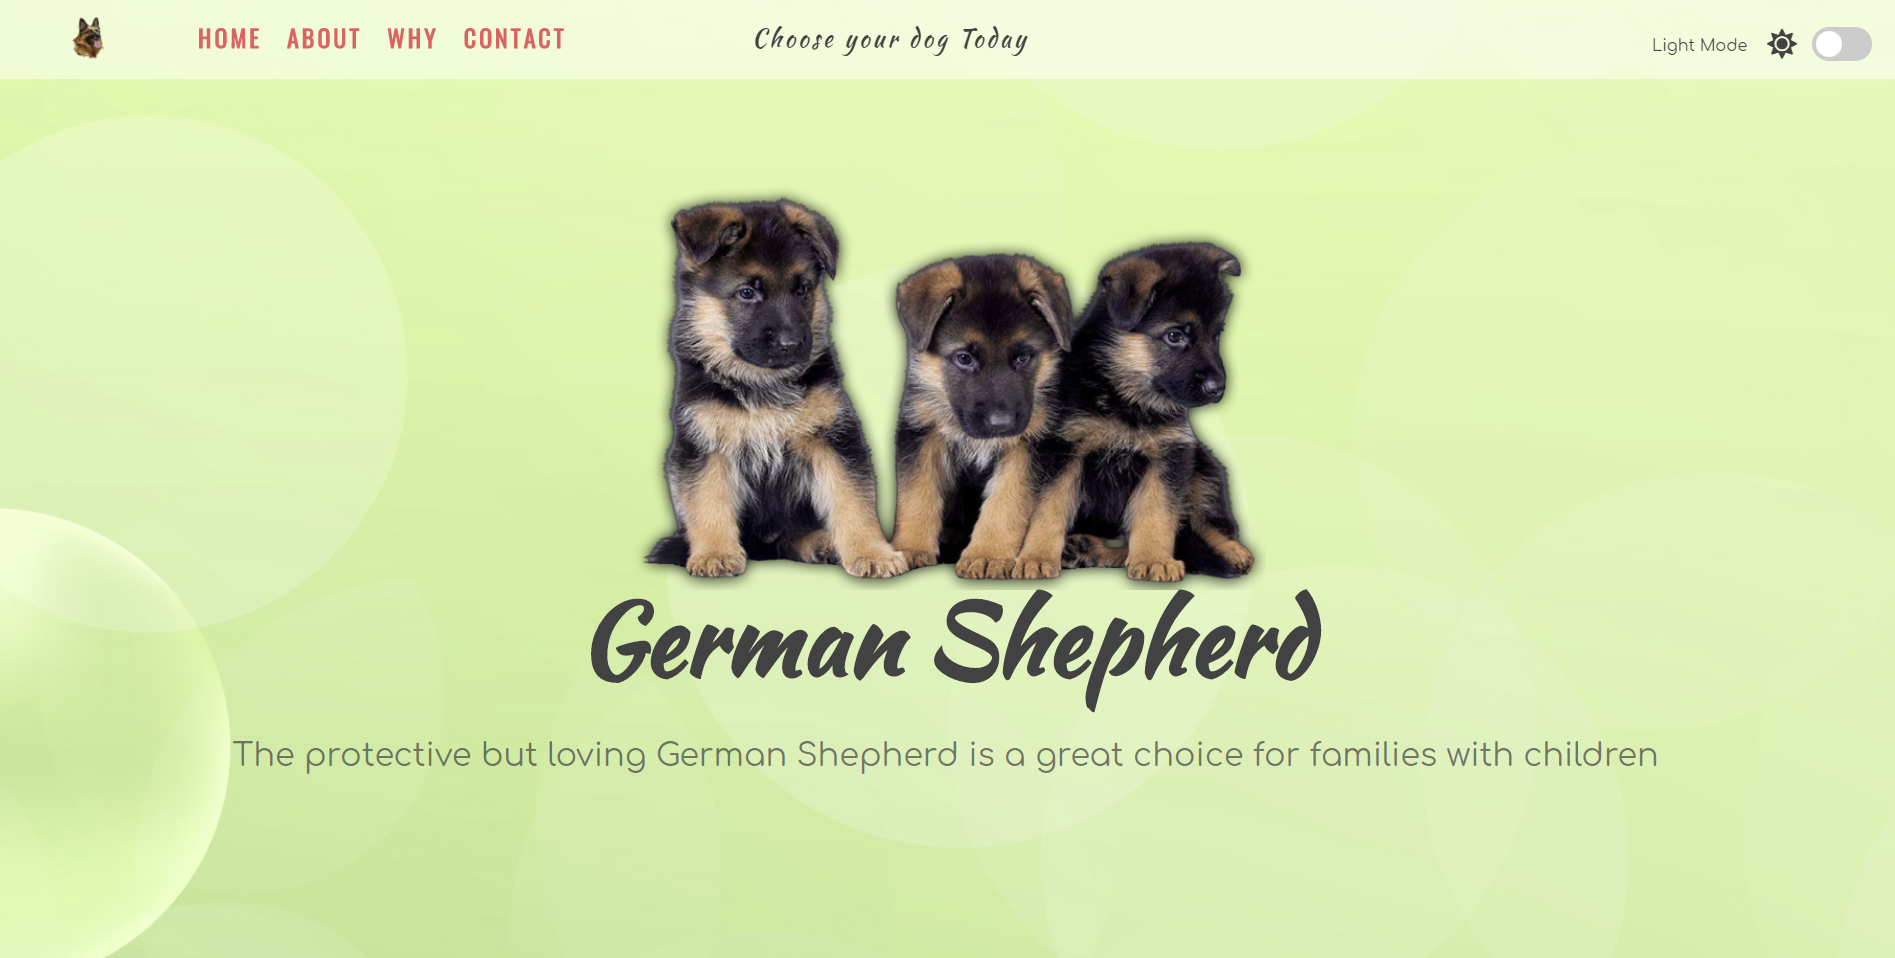 HOME ABOUT WHY CONTACT Choose your dog Today Light Mode
German Shepherd
The protective but loving German Shepherd is a great choice for families with children